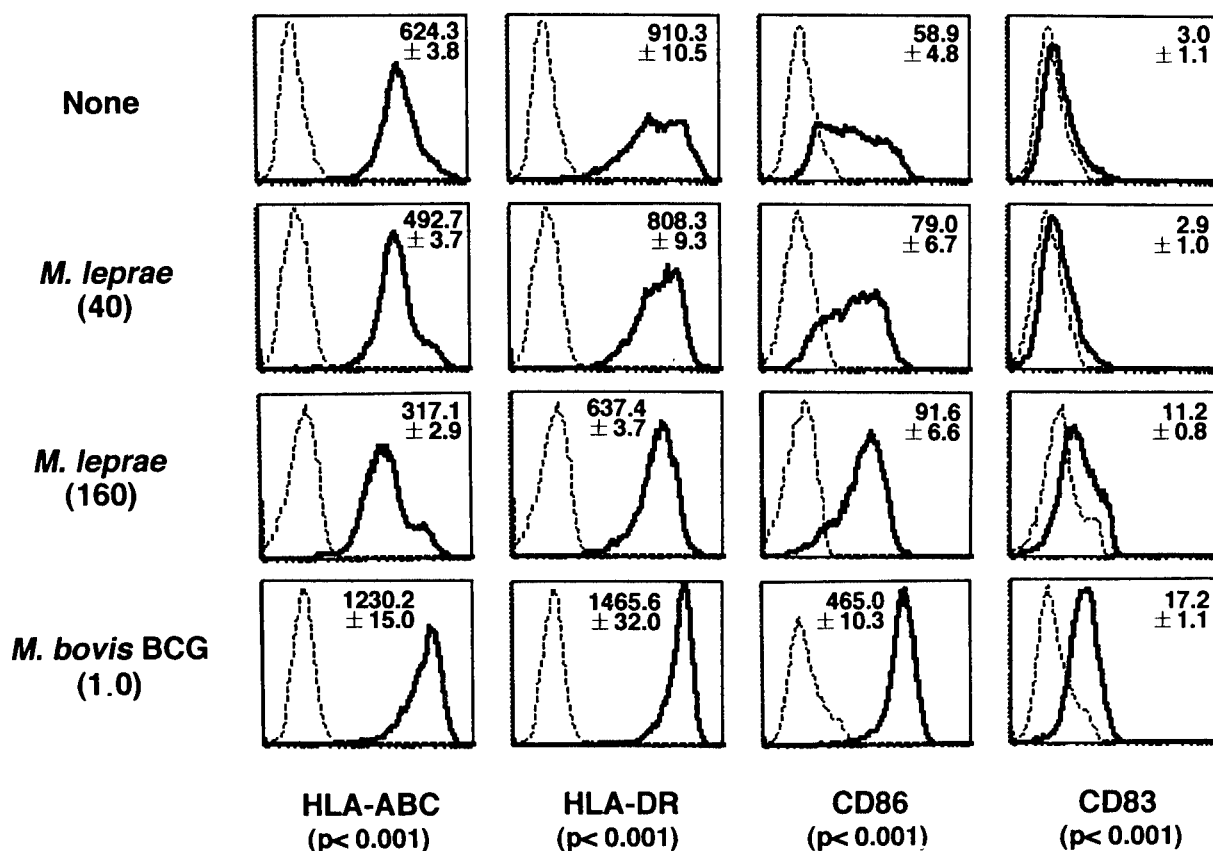 None
624.3
± 3.8
910.3
± 10.5
58.9
± 4.8
3.0
± 1.1
M. leprae
(40)
492.7
± 3.7
808.3
± 9.3
79.0
± 6.7
2.9
± 1.0
M. leprae
(160)
317.1
± 2.9
637.4
± 3.7
91.6
± 6.6
11.2
± 0.8
M. bovis BCG
(1.0)
1230.2
± 15.0
1465.6
± 32.0
465.0
± 10.3
17.2
± 1.1
HLA-ABC
(p< 0.001)
HLA-DR
(p< 0.001)
CD86
(p< 0.001)
CD83
(p< 0.001)